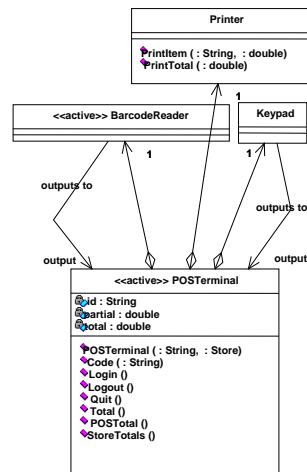 Printer
PrintItem ( : String, : double)
PrintTotal ( : double)
<<active>> BarcodeReader
1
Keypad
1
1
outputs to
outputs to
output
output
<<active>> POSTerminal
id : String
partial : double
total : double
POSTerminal ( : String, : Store)
Code ( : String)
Login ()
Logout ()
Quit ()
Total ()
POSTotal ()
StoreTotals ()